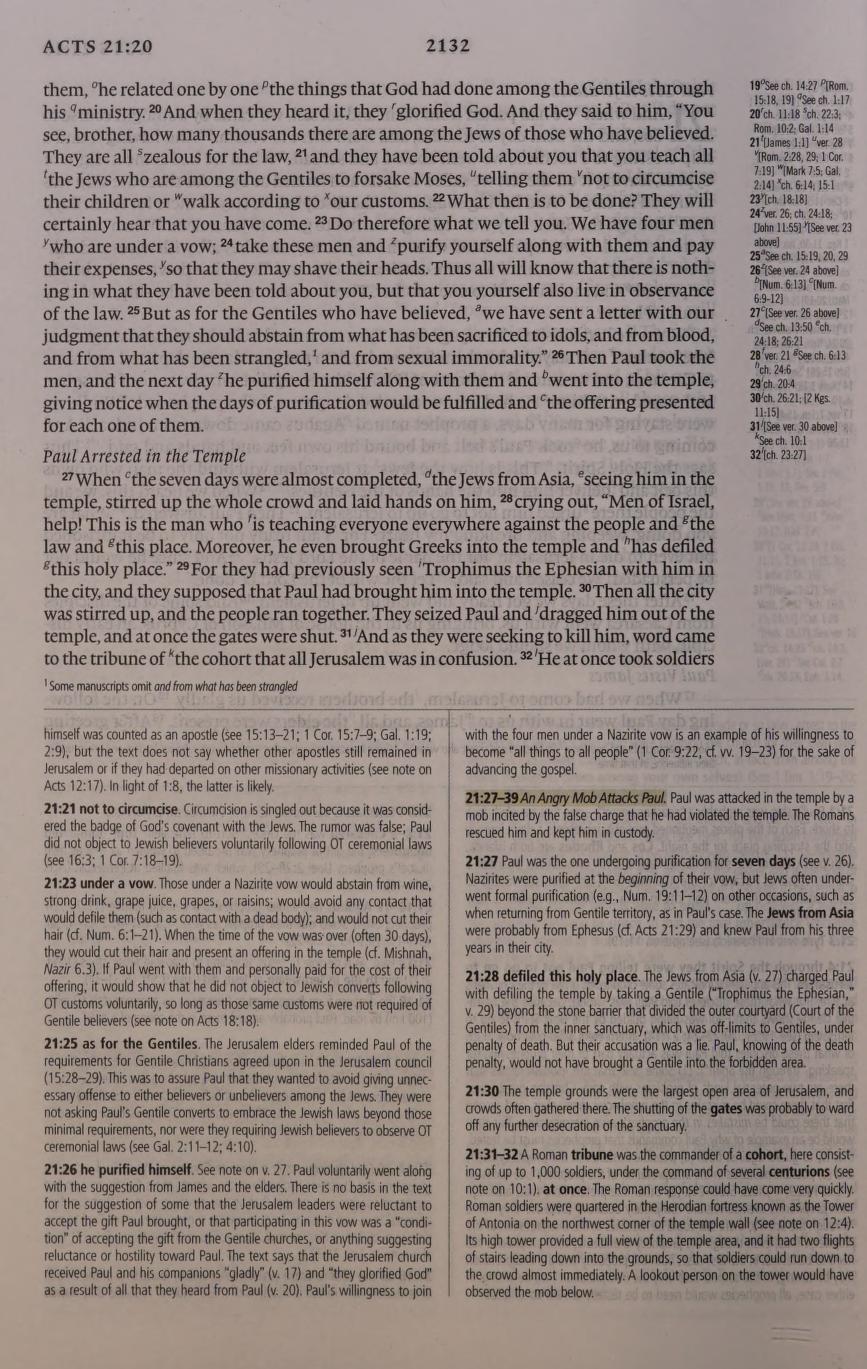 ACTS 21:20
2132
them, ᵒhe related one by one ᵖthe things that God had done among the Gentiles through
his ᑫministry. 20 And when they heard it, they ʳglorified God. And they said to him, “You
see, brother, how many thousands there are among the Jews of those who have believed.
They are all ˢzealous for the law, 21 and they have been told about you that you teach all
ᵗthe Jews who are among the Gentiles to forsake Moses, ᵘtelling them ᵛnot to circumcise
their children or ʷwalk according to ˣour customs. 22 What then is to be done? They will
certainly hear that you have come. 23 Do therefore what we tell you. We have four men
ʸwho are under a vow; 24 take these men and ᶻpurify yourself along with them and pay
their expenses, ʸso that they may shave their heads. Thus all will know that there is noth-
ing in what they have been told about you, but that you yourself also live in observance
of the law. 25 But as for the Gentiles who have believed, ᵃwe have sent a letter with our
judgment that they should abstain from what has been sacrificed to idols, and from blood,
and from what has been strangled,¹ and from sexual immorality.” 26 Then Paul took the
men, and the next day ᶻhe purified himself along with them and ᵇwent into the temple,
giving notice when the days of purification would be fulfilled and ᶜthe offering presented
for each one of them.
Paul Arrested in the Temple
27 When ᶜthe seven days were almost completed, ᵈthe Jews from Asia, ᵉseeing him in the
temple, stirred up the whole crowd and laid hands on him, 28 crying out, “Men of Israel,
help! This is the man who ᶠis teaching everyone everywhere against the people and ᵍthe
law and ᵍthis place. Moreover, he even brought Greeks into the temple and ʰhas defiled
ᵍthis holy place.” 29 For they had previously seen ⁱTrophimus the Ephesian with him in
the city, and they supposed that Paul had brought him into the temple. 30 Then all the city
was stirred up, and the people ran together. They seized Paul and ʲdragged him out of the
temple, and at once the gates were shut. 31 ʲAnd as they were seeking to kill him, word came
to the tribune of ᵏthe cohort that all Jerusalem was in confusion. 32 ˡHe at once took soldiers
¹ Some manuscripts omit and from what has been strangled
19 ᵒSee ch. 14:27 ᵖ[Rom.
15:18, 19] ᑫSee ch. 1:17
20 ʳch. 11:18 ˢch. 22:3;
Rom. 10:2; Gal. 1:14
21 ᵗ[James 1:1] ᵘver. 28
ᵛ[Rom. 2:28, 29; 1 Cor.
7:19] ʷ[Mark 7:5; Gal.
2:14] ˣch. 6:14; 15:1
23 ʸ[ch. 18:18]
24 ᶻver. 26; ch. 24:18;
[John 11:55] ʸ[See ver. 23
above]
25 ᵃSee ch. 15:19, 20, 29
26 ᶻ[See ver. 24 above]
ᵇ[Num. 6:13] ᶜ[Num.
6:9-12]
27 ᶜ[See ver. 26 above]
ᵈSee ch. 13:50 ᵉch.
24:18; 26:21
28 ᶠver. 21 ᵍSee ch. 6:13
ʰch. 24:6
29 ⁱch. 20:4
30 ʲch. 26:21; [2 Kgs.
11:15]
31 ʲ[See ver. 30 above]
ᵏSee ch. 10:1
32 ˡ[ch. 23:27]
himself was counted as an apostle (see 15:13–21; 1 Cor. 15:7–9; Gal. 1:19;
2:9), but the text does not say whether other apostles still remained in
Jerusalem or if they had departed on other missionary activities (see note on
Acts 12:17). In light of 1:8, the latter is likely.
21:21 not to circumcise. Circumcision is singled out because it was consid-
ered the badge of God’s covenant with the Jews. The rumor was false; Paul
did not object to Jewish believers voluntarily following OT ceremonial laws
(see 16:3; 1 Cor. 7:18–19).
21:23 under a vow. Those under a Nazirite vow would abstain from wine,
strong drink, grape juice, grapes, or raisins; would avoid any contact that
would defile them (such as contact with a dead body); and would not cut their
hair (cf. Num. 6:1–21). When the time of the vow was over (often 30 days),
they would cut their hair and present an offering in the temple (cf. Mishnah,
Nazir 6.3). If Paul went with them and personally paid for the cost of their
offering, it would show that he did not object to Jewish converts following
OT customs voluntarily, so long as those same customs were not required of
Gentile believers (see note on Acts 18:18).
21:25 as for the Gentiles. The Jerusalem elders reminded Paul of the
requirements for Gentile Christians agreed upon in the Jerusalem council
(15:28–29). This was to assure Paul that they wanted to avoid giving unnec-
essary offense to either believers or unbelievers among the Jews. They were
not asking Paul’s Gentile converts to embrace the Jewish laws beyond those
minimal requirements, nor were they requiring Jewish believers to observe OT
ceremonial laws (see Gal. 2:11–12; 4:10).
21:26 he purified himself. See note on v. 27. Paul voluntarily went along
with the suggestion from James and the elders. There is no basis in the text
for the suggestion of some that the Jerusalem leaders were reluctant to
accept the gift Paul brought, or that participating in this vow was a “condi-
tion” of accepting the gift from the Gentile churches, or anything suggesting
reluctance or hostility toward Paul. The text says that the Jerusalem church
received Paul and his companions “gladly” (v. 17) and “they glorified God”
as a result of all that they heard from Paul (v. 20). Paul’s willingness to join
with the four men under a Nazirite vow is an example of his willingness to
become “all things to all people” (1 Cor. 9:22, cf. vv. 19–23) for the sake of
advancing the gospel.
21:27–39 An Angry Mob Attacks Paul. Paul was attacked in the temple by a
mob incited by the false charge that he had violated the temple. The Romans
rescued him and kept him in custody.
21:27 Paul was the one undergoing purification for seven days (see v. 26).
Nazirites were purified at the beginning of their vow, but Jews often under-
went formal purification (e.g., Num. 19:11–12) on other occasions, such as
when returning from Gentile territory, as in Paul’s case. The Jews from Asia
were probably from Ephesus (cf. Acts 21:29) and knew Paul from his three
years in their city.
21:28 defiled this holy place. The Jews from Asia (v. 27) charged Paul
with defiling the temple by taking a Gentile (“Trophimus the Ephesian,”
v. 29) beyond the stone barrier that divided the outer courtyard (Court of the
Gentiles) from the inner sanctuary, which was off-limits to Gentiles, under
penalty of death. But their accusation was a lie. Paul, knowing of the death
penalty, would not have brought a Gentile into the forbidden area.
21:30 The temple grounds were the largest open area of Jerusalem, and
crowds often gathered there. The shutting of the gates was probably to ward
off any further desecration of the sanctuary.
21:31–32 A Roman tribune was the commander of a cohort, here consist-
ing of up to 1,000 soldiers, under the command of several centurions (see
note on 10:1). at once. The Roman response could have come very quickly.
Roman soldiers were quartered in the Herodian fortress known as the Tower
of Antonia on the northwest corner of the temple wall (see note on 12:4).
Its high tower provided a full view of the temple area, and it had two flights
of stairs leading down into the grounds, so that soldiers could run down to
the crowd almost immediately. A lookout person on the tower would have
observed the mob below.